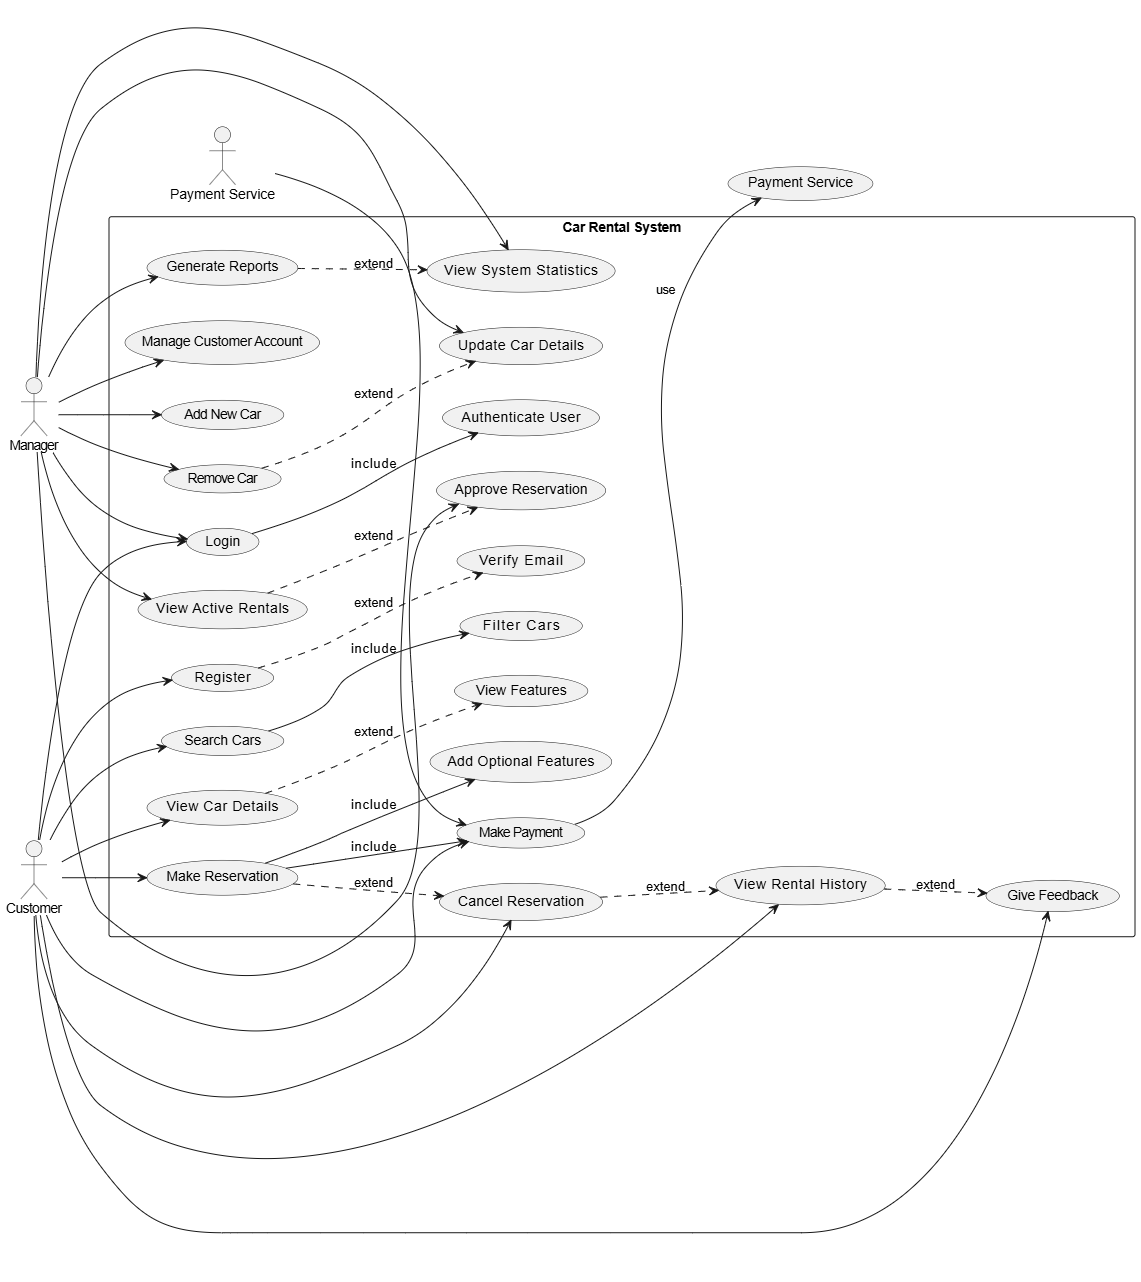 Payment Service
Payment Service
Car Rental System
Generate Reports
extend
View System Statistics
use
Manage Customer Account
Update Car Details
extend
Manager
Add New Car
Authenticate User
Remove Car
include
Approve Reservation
Login
extend
Verify Email
View Active Rentals
extend
Filter Cars
include
Register
View Features
extend
Search Cars
Add Optional Features
View Car Details
include
Make Payment
include
Make Reservation
extend
Customer
Cancel Reservation
extend
View Rental History
extend
Give Feedback